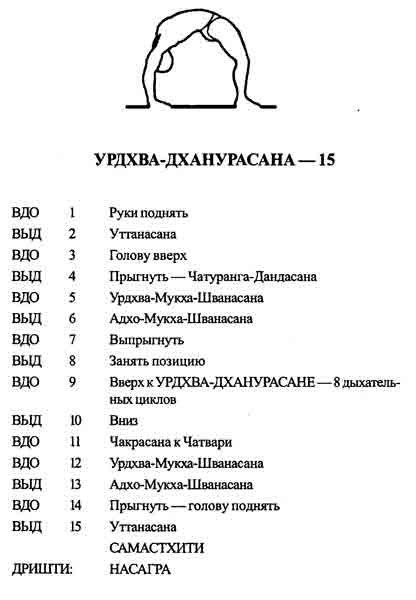 УРДХВА-ДХАНУРАСАНА — 15
ВДО 1 Руки поднять
ВЫД 2 Уттанасана
ВДО 3 Голову вверх
ВЫД 4 Прыгнуть — Чатуранга-Дандасана
ВДО 5 Урдхва-Мукха-Шванасана
ВЫД 6 Адхо-Мукха-Шванасана
ВДО 7 Выпрыгнуть
ВЫД 8 Занять позицию
ВДО 9 Вверх к УРДХВА-ДХАНУРАСАНЕ — 8 дыхатель-
ных циклов
ВЫД 10 Вниз
ВДО 11 Чакрасана к Чатвари
ВДО 12 Урдхва-Мукха-Шванасана
ВЫД 13 Адхо-Мукха-Шванасана
ВДО 14 Прыгнуть — голову поднять
ВЫД 15 Уттанасана
САМАСТХИТИ
ДРИШТИ: НАСАГРА